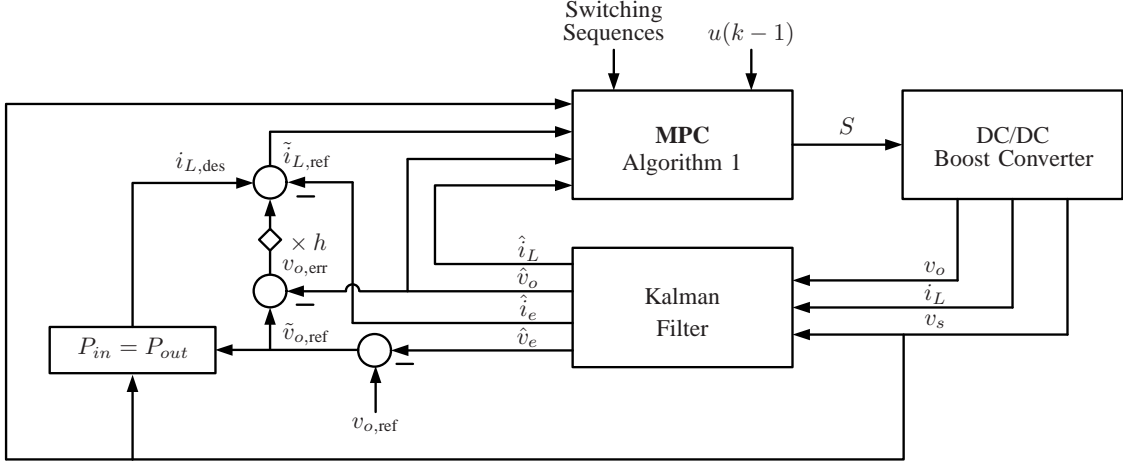 Switching
Sequences
u(k − 1)
MPC
Algorithm 1
S
DC/DC
Boost Converter
ĩ_{L,ref}
i_{L,des}
× h
v_{o,err}
î_L
v̂_o
î_e
v̂_e
Kalman
Filter
v_o
i_L
v_s
ṽ_{o,ref}
P_{in} = P_{out}
v_{o,ref}